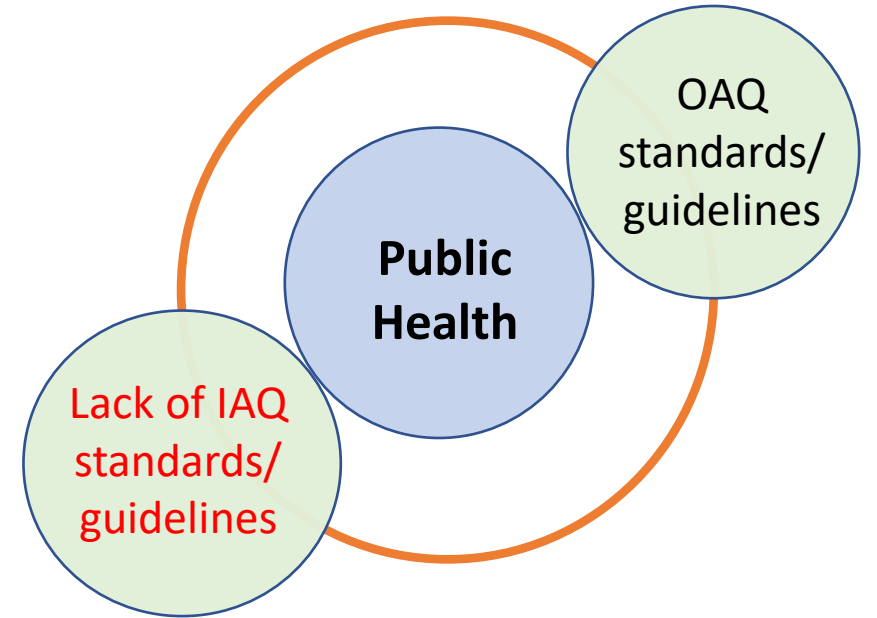 OAQ
standards/
guidelines
Public
Health
Lack of IAQ
standards/
guidelines